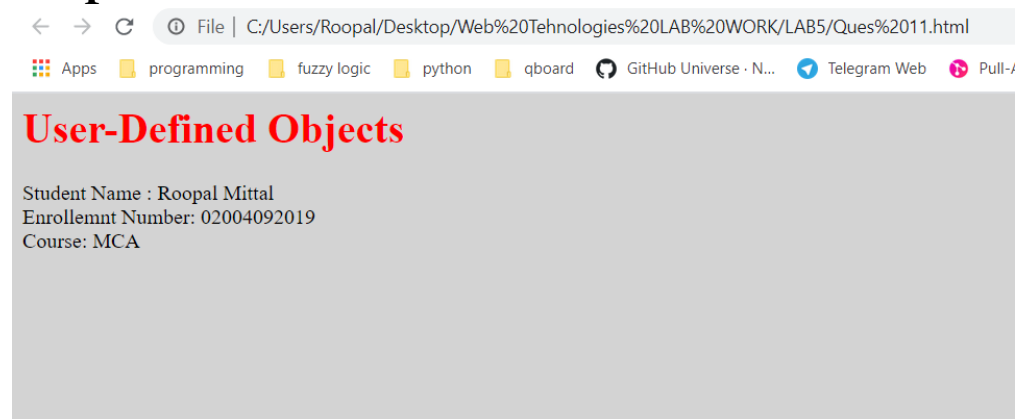 File | C:/Users/Roopal/Desktop/Web%20Tehnologies%20LAB%20WORK/LAB5/Ques%2011.html
Apps programming fuzzy logic python qboard GitHub Universe · N... Telegram Web Pull-
User-Defined Objects
Student Name : Roopal Mittal
Enrollemnt Number: 02004092019
Course: MCA